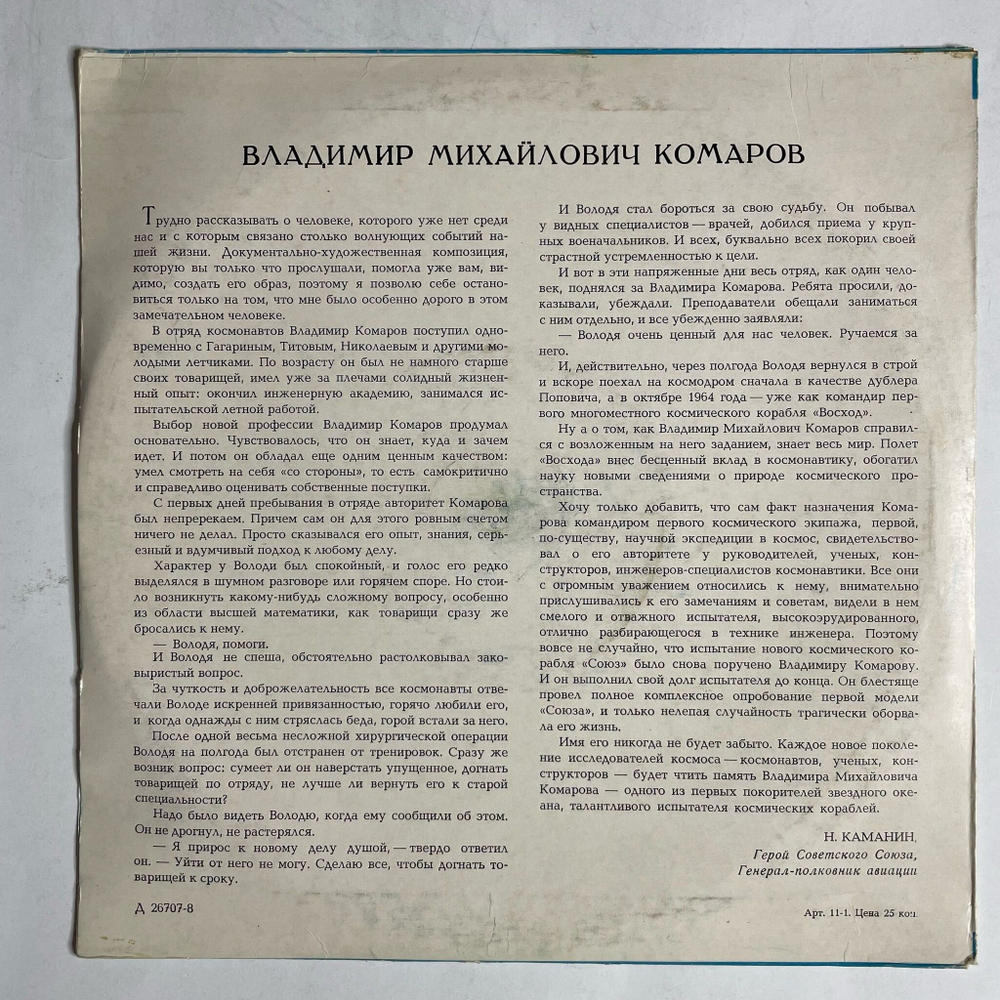 ВЛАДИМИР МИХАЙЛОВИЧ КОМАРОВ
Трудно рассказывать о человеке, которого уже нет среди
нас и с которым связано столько волнующих событий на-
шей жизни. Документально-художественная композиция,
которую вы только что прослушали, помогла уже вам, ви-
димо, создать его образ, поэтому я позволю себе остано-
виться только на том, что мне было особенно дорого в этом
замечательном человеке.
В отряд космонавтов Владимир Комаров поступил одно-
временно с Гагариным, Титовым, Николаевым и другими мо-
лодыми летчиками. По возрасту он был не намного старше
своих товарищей, имел уже за плечами солидный жизнен-
ный опыт: окончил инженерную академию, занимался ис-
пытательской летной работой.
Выбор новой профессии Владимир Комаров продумал
основательно. Чувствовалось, что он знает, куда и зачем
идет. И потом он обладал еще одним ценным качеством:
умел смотреть на себя «со стороны», то есть самокритично
и справедливо оценивать собственные поступки.
С первых дней пребывания в отряде авторитет Комарова
был непререкаем. Причем сам он для этого ровным счетом
ничего не делал. Просто сказывался его опыт, знания, серь-
езный и вдумчивый подход к любому делу.
Характер у Володи был спокойный, и голос его редко
выделялся в шумном разговоре или горячем споре. Но стои-
ло возникнуть какому-нибудь сложному вопросу, особенно
из области высшей математики, как товарищи сразу же
бросались к нему.
— Володя, помоги.
И Володя не спеша, обстоятельно растолковывал зако-
выристый вопрос.
За чуткость и доброжелательность все космонавты отве-
чали Володе искренней привязанностью, горячо любили его,
и когда однажды с ним стряслась беда, горой встали за него.
После одной весьма несложной хирургической операции
Володя на полгода был отстранен от тренировок. Сразу же
возник вопрос: сумеет ли он наверстать упущенное, догнать
товарищей по отряду, не лучше ли вернуть его к старой
специальности?
Надо было видеть Володю, когда ему сообщили об этом.
Он не дрогнул, не растерялся.
— Я прирос к новому делу душой, — твердо ответил
он. — Уйти от него не могу. Сделаю все, чтобы догнать то-
варищей к сроку.
Д 26707-8
И Володя стал бороться за свою судьбу. Он побывал
у видных специалистов — врачей, добился приема у круп-
ных военачальников. И всех, буквально всех покорил своей
страстной устремленностью к цели.
И вот в эти напряженные дни весь отряд, как один чело-
век, поднялся за Владимира Комарова. Ребята просили, до-
казывали, убеждали. Преподаватели обещали заниматься
с ним отдельно, и все убежденно заявляли:
— Володя очень ценный для нас человек. Ручаемся за
него.
И, действительно, через полгода Володя вернулся в строй
и вскоре поехал на космодром сначала в качестве дублера
Поповича, а в октябре 1964 года — уже как командир пер-
вого многоместного космического корабля «Восход».
Ну а о том, как Владимир Михайлович Комаров справил-
ся с возложенным на него заданием, знает весь мир. Полет
«Восхода» внес бесценный вклад в космонавтику, обогатил
науку новыми сведениями о природе космического про-
странства.
Хочу только добавить, что сам факт назначения Кома-
рова командиром первого космического экипажа, первой,
по-существу, научной экспедиции в космос, свидетельство-
вал о его авторитете у руководителей, ученых, кон-
структоров, инженеров-специалистов космонавтики. Все они
с огромным уважением относились к нему, внимательно
прислушивались к его замечаниям и советам, видели в нем
смелого и отважного испытателя, высокоэрудированного,
отлично разбирающегося в технике инженера. Поэтому
вовсе не случайно, что испытание нового космического ко-
рабля «Союз» было снова поручено Владимиру Комарову.
И он выполнил свой долг испытателя до конца. Он блестяще
провел полное комплексное опробование первой модели
«Союза», и только нелепая случайность трагически оборва-
ла его жизнь.
Имя его никогда не будет забыто. Каждое новое поколе-
ние исследователей космоса — космонавтов, ученых, кон-
структоров — будет чтить память Владимира Михайловича
Комарова — одного из первых покорителей звездного оке-
ана, талантливого испытателя космических кораблей.
Н. КАМАНИН,
Герой Советского Союза,
Генерал-полковник авиации
Арт. 11-1. Цена 25 коп.